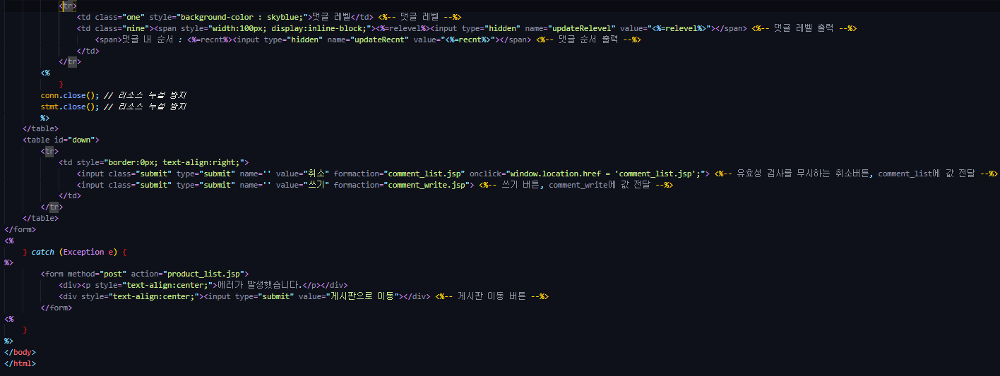 <tr>
<td class="one" style="background-color : skyblue;">댓글 레벨</td> <%-- 댓글 레벨 --%>
<td class="nine"><span style="width:100px; display:inline-block;"><%=relevel%><input type="hidden" name="updateRelevel" value="<%=relevel%>"></span> <%-- 댓글 레벨 출력 --%>
<span>댓글 내 순서 : <%=recnt%><input type="hidden" name="updateRecnt" value="<%=recnt%>"></span> <%-- 댓글 순서 출력 --%>
</td>
</tr>
<%
}
conn.close(); // 리소스 누설 방지
stmt.close(); // 리소스 누설 방지
%>
</table>
<table id="down">
<tr>
<td style="border:0px; text-align:right;">
<input class="submit" type="submit" name='' value="취소" formaction="comment_list.jsp" onclick="window.location.href = 'comment_list.jsp';"> <%-- 유효성 검사를 무시하는 취소버튼, comment_list에 값 전달 --%>
<input class="submit" type="submit" name='' value="쓰기" formaction="comment_write.jsp"> <%-- 쓰기 버튼, comment_write에 값 전달 --%>
</td>
</tr>
</table>
</form>
<%
} catch (Exception e) {
%>
<form method="post" action="product_list.jsp">
<div><p style="text-align:center;">에러가 발생했습니다.</p></div>
<div style="text-align:center;"><input type="submit" value="게시판으로 이동"></div> <%-- 게시판 이동 버튼 --%>
</form>
<%
}
%>
</body>
</html>